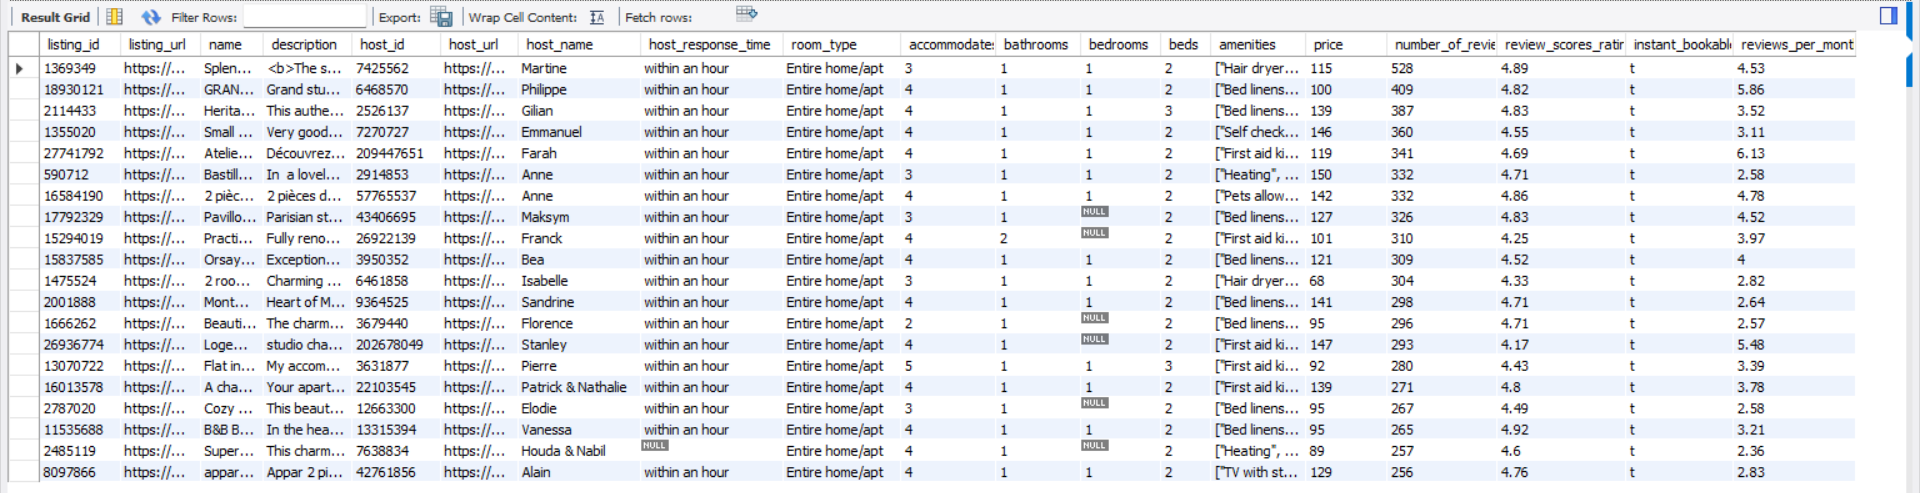 Result Grid Filter Rows: Export: Wrap Cell Content: IA Fetch rows:
listing_id listing_url name description host_id host_url host_name host_response_time room_type accommodates bathrooms bedrooms beds amenities price number_of_revie review_scores_ratir instant_bookabl reviews_per_mont
1369349 https://... Splen... <b>The s... 7425562 https://... Martine within an hour Entire home/apt 3 1 1 2 ["Hair dryer... 115 528 4.89 t 4.53
18930121 https://... GRAN... Grand stu... 6468570 https://... Philippe within an hour Entire home/apt 4 1 1 2 ["Bed linens... 100 409 4.82 t 5.86
2114433 https://... Herita... This authe... 2526137 https://... Gilian within an hour Entire home/apt 4 1 1 3 ["Bed linens... 139 387 4.83 t 3.52
1355020 https://... Small ... Very good... 7270727 https://... Emmanuel within an hour Entire home/apt 4 1 1 2 ["Self check... 146 360 4.55 t 3.11
27741792 https://... Atelie... Découvrez... 209447651 https://... Farah within an hour Entire home/apt 4 1 1 2 ["First aid ki... 119 341 4.69 t 6.13
590712 https://... Bastill... In  a lovel... 2914853 https://... Anne within an hour Entire home/apt 3 1 1 2 ["Heating", ... 150 332 4.71 t 2.58
16584190 https://... 2 pièc... 2 pièces d... 57765537 https://... Anne within an hour Entire home/apt 4 1 1 2 ["Pets allow... 142 332 4.86 t 4.78
17792329 https://... Pavillo... Parisian st... 43406695 https://... Maksym within an hour Entire home/apt 3 1 NULL 2 ["Bed linens... 127 326 4.83 t 4.52
15294019 https://... Practi... Fully reno... 26922139 https://... Franck within an hour Entire home/apt 4 2 NULL 2 ["First aid ki... 101 310 4.25 t 3.97
15837585 https://... Orsay... Exception... 3950352 https://... Bea within an hour Entire home/apt 4 1 1 2 ["Bed linens... 121 309 4.52 t 4
1475524 https://... 2 roo... Charming ... 6461858 https://... Isabelle within an hour Entire home/apt 3 1 1 2 ["Hair dryer... 68 304 4.33 t 2.82
2001888 https://... Mont... Heart of M... 9364525 https://... Sandrine within an hour Entire home/apt 4 1 1 2 ["Bed linens... 141 298 4.71 t 2.64
1666262 https://... Beauti... The charm... 3679440 https://... Florence within an hour Entire home/apt 2 1 NULL 2 ["Bed linens... 95 296 4.71 t 2.57
26936774 https://... Loge... studio cha... 202678049 https://... Stanley within an hour Entire home/apt 4 1 NULL 2 ["First aid ki... 147 293 4.17 t 5.48
13070722 https://... Flat in... My accom... 3631877 https://... Pierre within an hour Entire home/apt 5 1 1 3 ["First aid ki... 92 280 4.43 t 3.39
16013578 https://... A cha... Your apart... 22103545 https://... Patrick & Nathalie within an hour Entire home/apt 4 1 1 2 ["First aid ki... 139 271 4.8 t 3.78
2787020 https://... Cozy ... This beaut... 12663300 https://... Elodie within an hour Entire home/apt 3 1 NULL 2 ["Bed linens... 95 267 4.49 t 2.58
11535688 https://... B&B B... In the hea... 13315394 https://... Vanessa within an hour Entire home/apt 4 1 1 2 ["Bed linens... 95 265 4.92 t 3.21
2485119 https://... Super... This charm... 7638834 https://... Houda & Nabil NULL Entire home/apt 4 1 NULL 2 ["Heating", ... 89 257 4.6 t 2.36
8097866 https://... appar... Appar 2 pi... 42761856 https://... Alain within an hour Entire home/apt 4 1 1 2 ["TV with st... 129 256 4.76 t 2.83